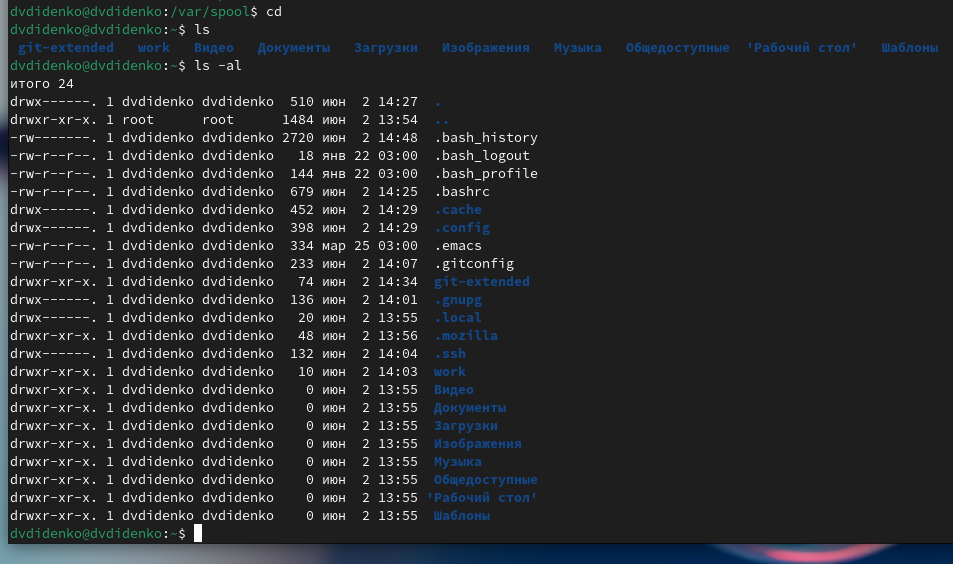 dvdidenko@dvdidenko:/var/spool$ cd
dvdidenko@dvdidenko:~$ ls
git-extended work Видео Документы Загрузки Изображения Музыка Общедоступные 'Рабочий стол' Шаблоны
dvdidenko@dvdidenko:~$ ls -al
итого 24
drwx------. 1 dvdidenko dvdidenko 510 июн 2 14:27 .
drwxr-xr-x. 1 root root 1484 июн 2 13:54 ..
-rw-------. 1 dvdidenko dvdidenko 2720 июн 2 14:48 .bash_history
-rw-r--r--. 1 dvdidenko dvdidenko 18 янв 22 03:00 .bash_logout
-rw-r--r--. 1 dvdidenko dvdidenko 144 янв 22 03:00 .bash_profile
-rw-r--r--. 1 dvdidenko dvdidenko 679 июн 2 14:25 .bashrc
drwx------. 1 dvdidenko dvdidenko 452 июн 2 14:29 .cache
drwx------. 1 dvdidenko dvdidenko 398 июн 2 14:29 .config
-rw-r--r--. 1 dvdidenko dvdidenko 334 мар 25 03:00 .emacs
-rw-r--r--. 1 dvdidenko dvdidenko 233 июн 2 14:07 .gitconfig
drwxr-xr-x. 1 dvdidenko dvdidenko 74 июн 2 14:34 git-extended
drwx------. 1 dvdidenko dvdidenko 136 июн 2 14:01 .gnupg
drwx------. 1 dvdidenko dvdidenko 20 июн 2 13:55 .local
drwxr-xr-x. 1 dvdidenko dvdidenko 48 июн 2 13:56 .mozilla
drwx------. 1 dvdidenko dvdidenko 132 июн 2 14:04 .ssh
drwxr-xr-x. 1 dvdidenko dvdidenko 10 июн 2 14:03 work
drwxr-xr-x. 1 dvdidenko dvdidenko 0 июн 2 13:55 Видео
drwxr-xr-x. 1 dvdidenko dvdidenko 0 июн 2 13:55 Документы
drwxr-xr-x. 1 dvdidenko dvdidenko 0 июн 2 13:55 Загрузки
drwxr-xr-x. 1 dvdidenko dvdidenko 0 июн 2 13:55 Изображения
drwxr-xr-x. 1 dvdidenko dvdidenko 0 июн 2 13:55 Музыка
drwxr-xr-x. 1 dvdidenko dvdidenko 0 июн 2 13:55 Общедоступные
drwxr-xr-x. 1 dvdidenko dvdidenko 0 июн 2 13:55 'Рабочий стол'
drwxr-xr-x. 1 dvdidenko dvdidenko 0 июн 2 13:55 Шаблоны
dvdidenko@dvdidenko:~$